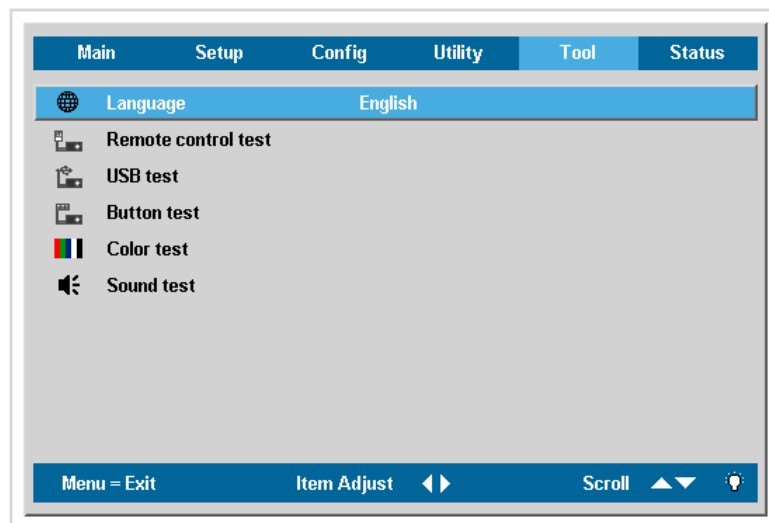 Main Setup Config Utility Tool Status
Language English
Remote control test
USB test
Button test
Color test
Sound test
Menu = Exit Item Adjust Scroll